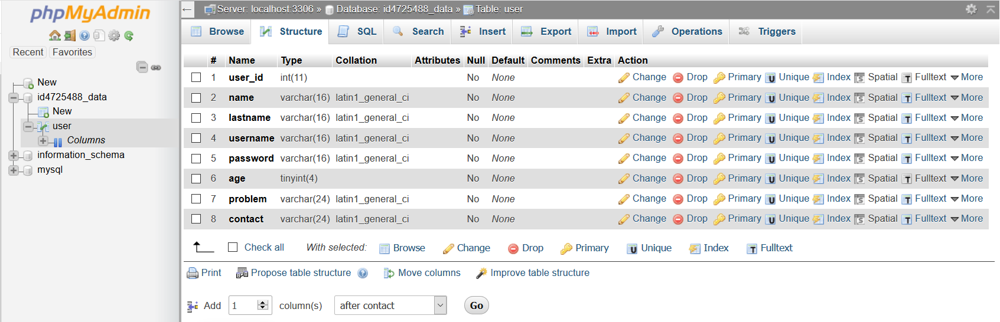 phpMyAdmin
Recent Favorites
New
id4725488_data
New
user
Columns
information_schema
mysql
Server: localhost:3306 » Database: id4725488_data » Table: user
Browse Structure SQL Search Insert Export Import Operations Triggers
# Name Type Collation Attributes Null Default Comments Extra Action
1 user_id int(11) No None Change Drop Primary Unique Index Spatial Fulltext More
2 name varchar(16) latin1_general_ci No None Change Drop Primary Unique Index Spatial Fulltext More
3 lastname varchar(16) latin1_general_ci No None Change Drop Primary Unique Index Spatial Fulltext More
4 username varchar(16) latin1_general_ci No None Change Drop Primary Unique Index Spatial Fulltext More
5 password varchar(16) latin1_general_ci No None Change Drop Primary Unique Index Spatial Fulltext More
6 age tinyint(4) No None Change Drop Primary Unique Index Spatial Fulltext More
7 problem varchar(24) latin1_general_ci No None Change Drop Primary Unique Index Spatial Fulltext More
8 contact varchar(24) latin1_general_ci No None Change Drop Primary Unique Index Spatial Fulltext More
Check all With selected: Browse Change Drop Primary Unique Index Fulltext
Print Propose table structure Move columns Improve table structure
Add 1 column(s) after contact Go